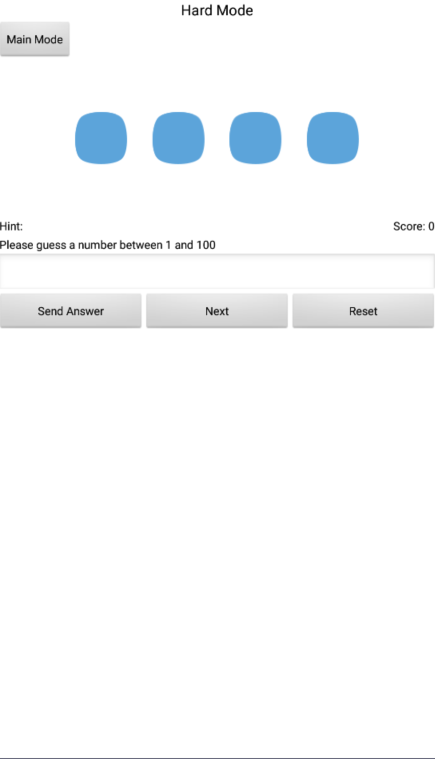 Hard Mode
Main Mode
Hint:
Score: 0
Please guess a number between 1 and 100
Send Answer
Next
Reset